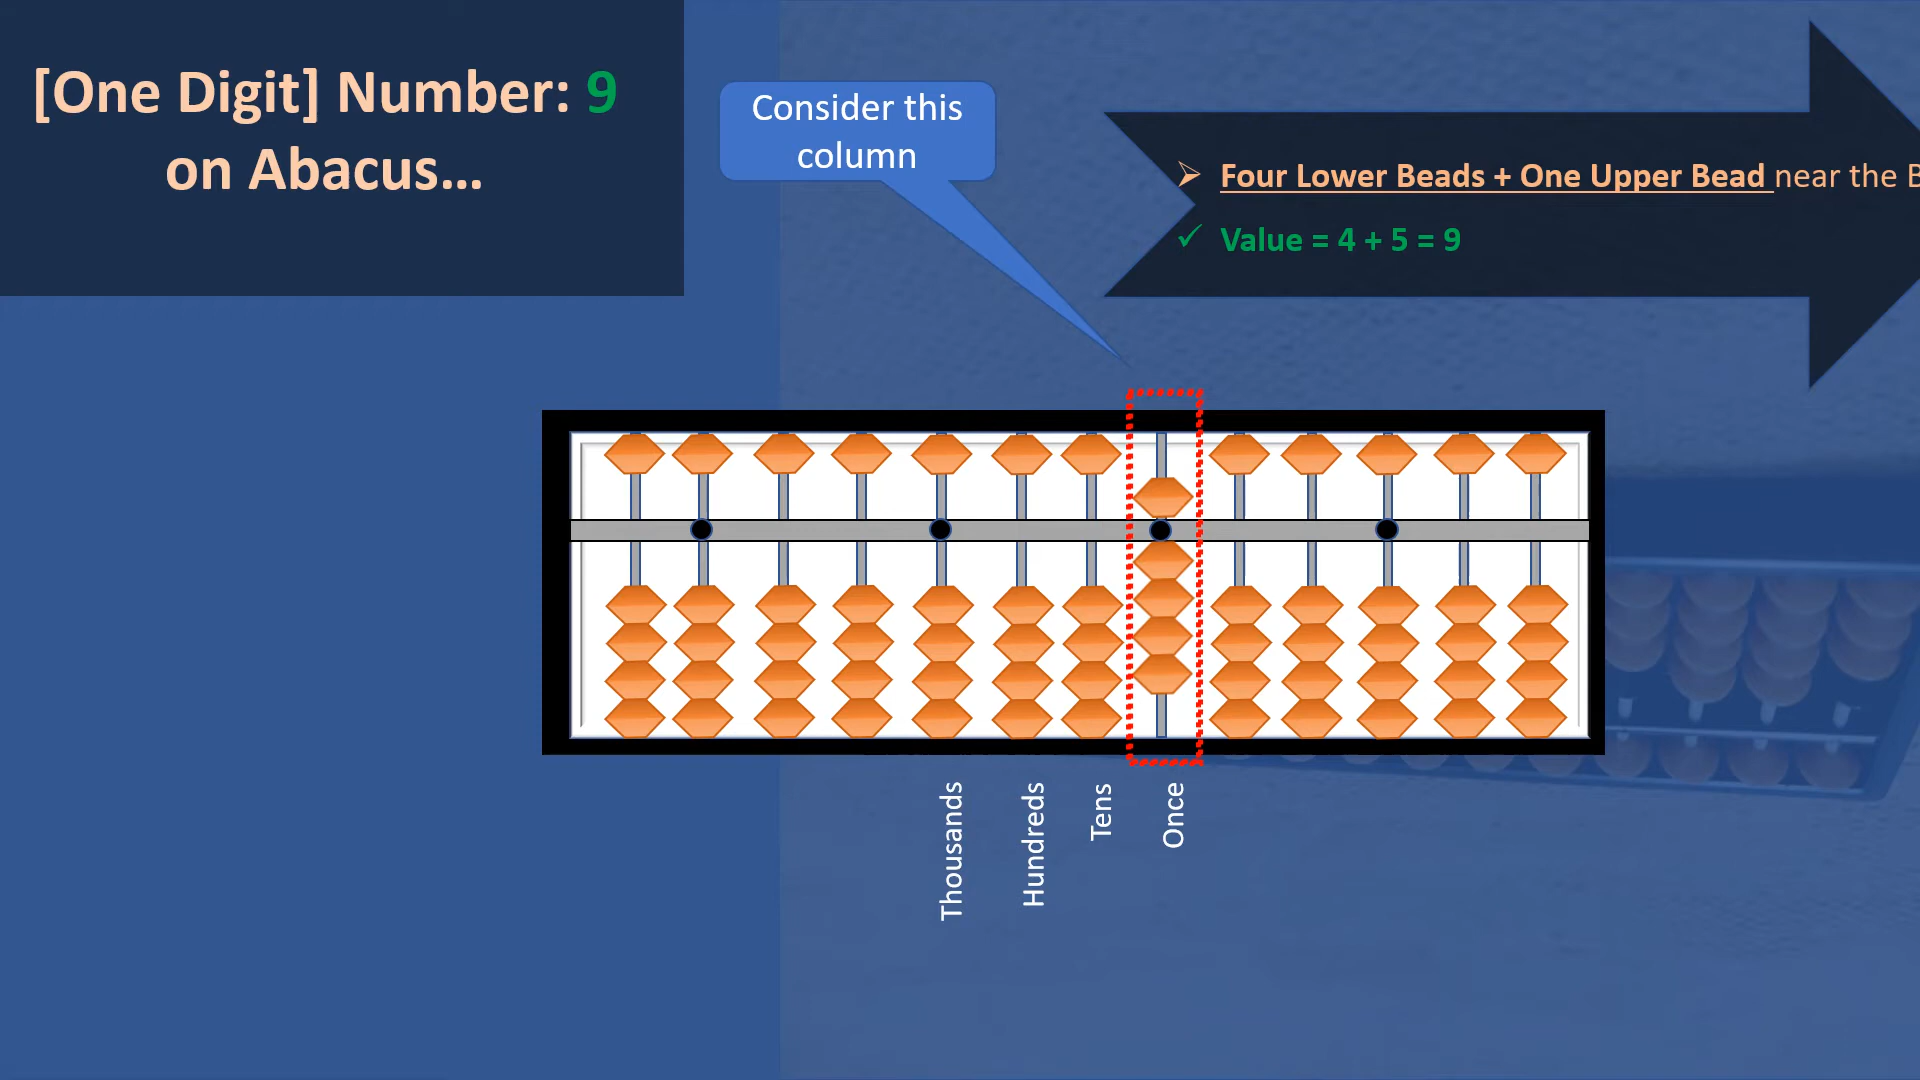 [One Digit] Number: 9
on Abacus...
Consider this
column
Four Lower Beads + One Upper Bead near the
Value = 4 + 5 = 9
Thousands
Hundreds
Tens
Once